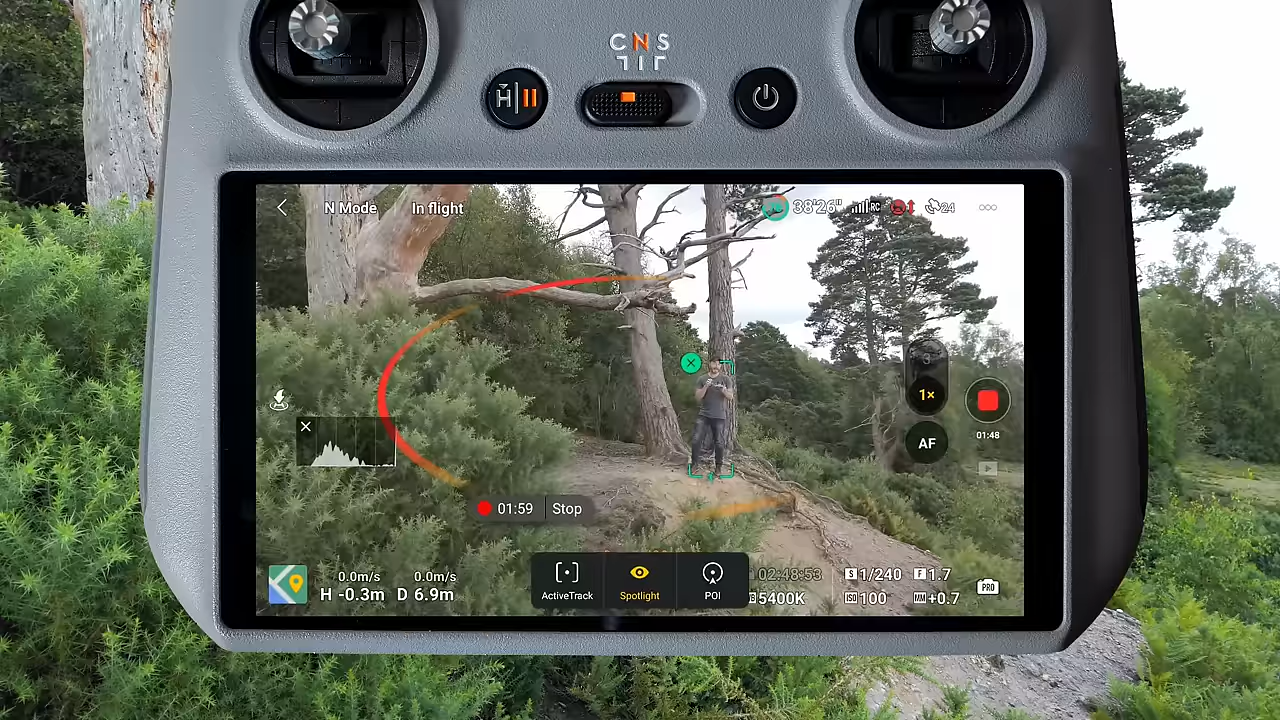 CNS
H
N Mode
In flight
38'26"
RC
24
1×
AF
01:48
01:59
Stop
0.0m/s
0.0m/s
H -0.3m
D 6.9m
ActiveTrack
Spotlight
POI
02:48:53
5400K
S 1/240
F 1.7
ISO 100
MM +0.7
PRO